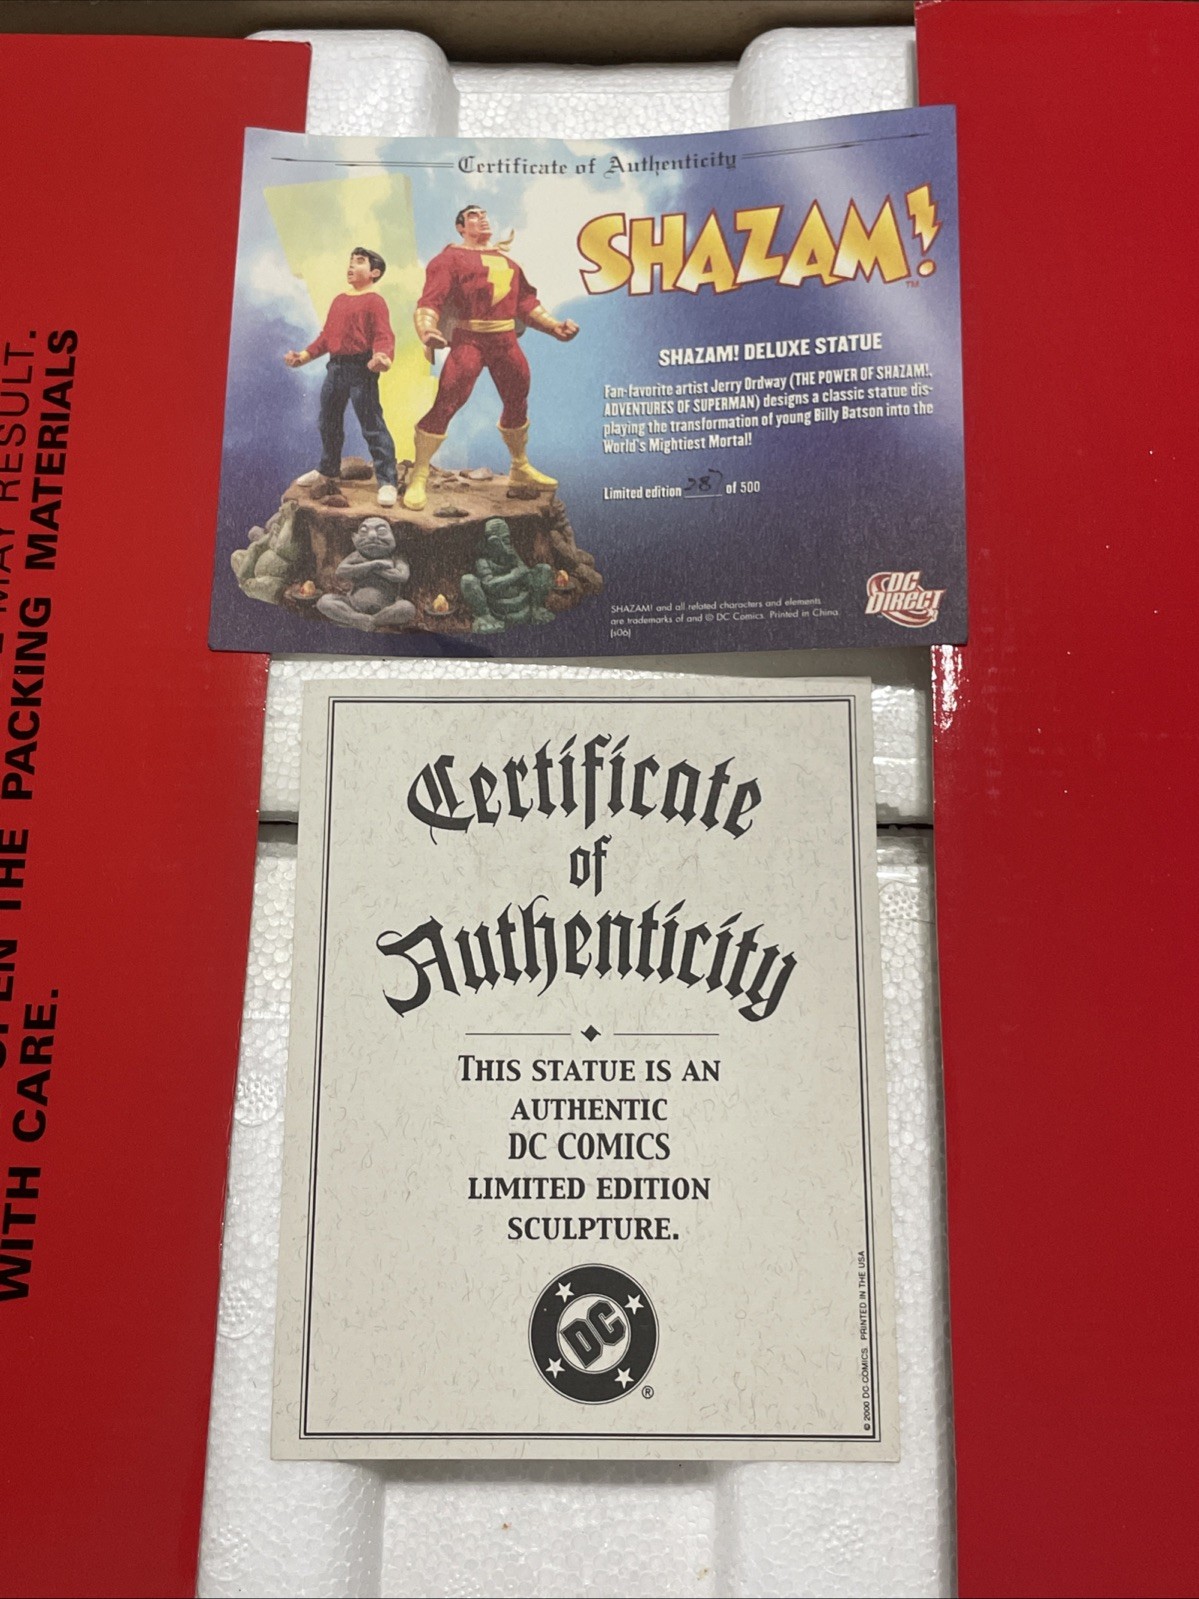 Certificate of Authenticity
SHAZAM!
TM
SHAZAM! DELUXE STATUE
Fan-favorite artist Jerry Ordway (THE POWER OF SHAZAM!,
ADVENTURES OF SUPERMAN) designs a classic statue dis-
playing the transformation of young Billy Batson into the
World's Mightiest Mortal!
Limited edition 287 of 500
SHAZAM! and all related characters and elements
are trademarks of and © DC Comics. Printed in China.
(s06)
DC
DIRECT
Certificate
of
Authenticity
THIS STATUE IS AN
AUTHENTIC
DC COMICS
LIMITED EDITION
SCULPTURE.
DC
®
© 2000 DC COMICS. PRINTED IN THE USA
MAY RESULT.
THE PACKING MATERIALS
WITH CARE.